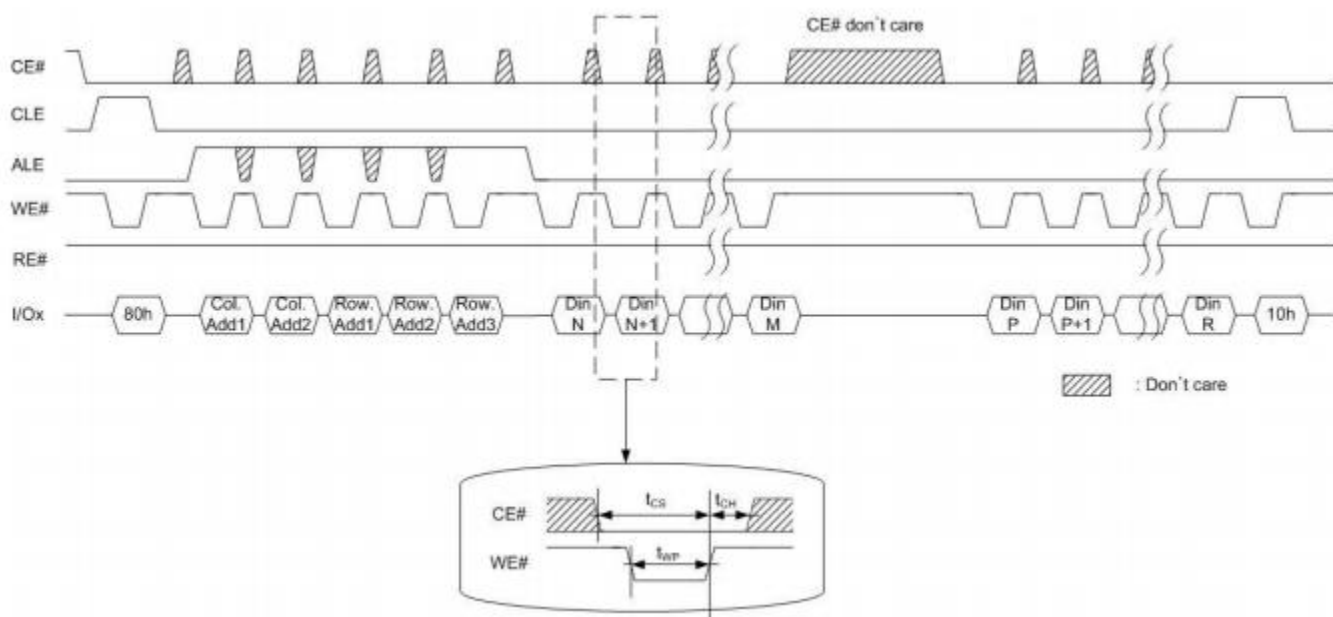 CE# don`t care
CE#
CLE
ALE
WE#
RE#
I/Ox
80h
Col. Add1
Col. Add2
Row. Add1
Row. Add2
Row. Add3
Din N
Din N+1
Din M
Din P
Din P+1
Din R
10h
: Don`t care
CE#
tCS
tCH
WE#
tWP